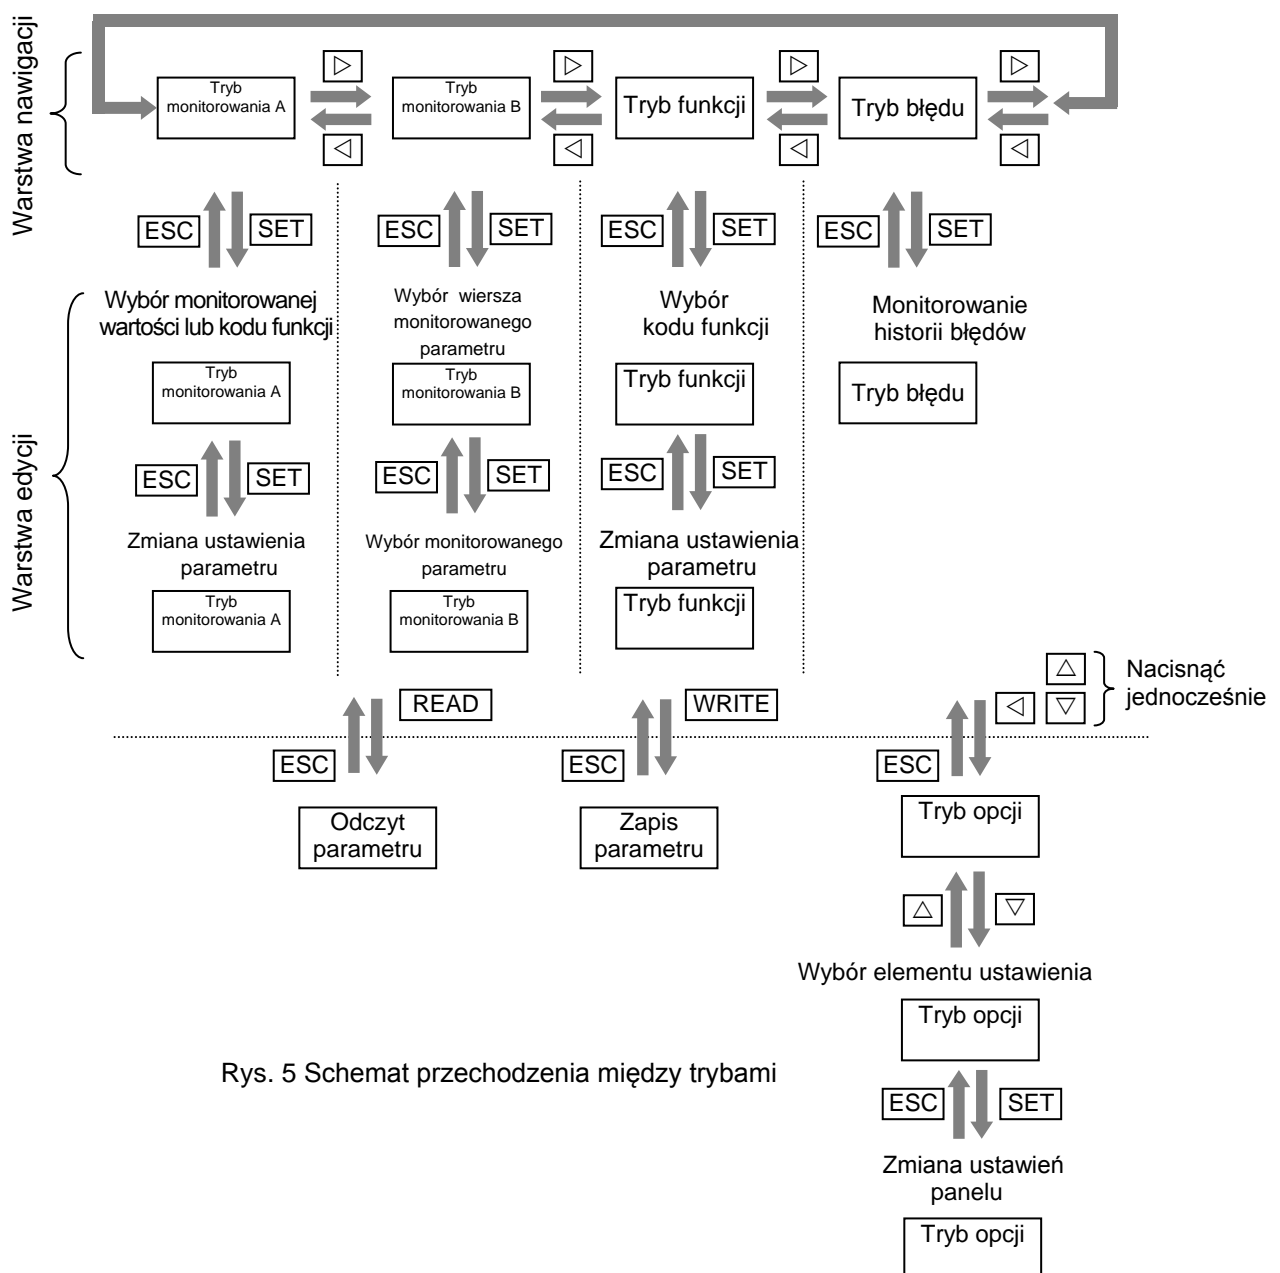 Warstwa nawigacji
▷ ▷ ▷ ▷
Tryb
monitorowania A
Tryb
monitorowania B
Tryb funkcji
Tryb błędu
◁ ◁ ◁ ◁
ESC SET
ESC SET
ESC SET
ESC SET
Warstwa edycji
Wybór monitorowanej
wartości lub kodu funkcji
Wybór wiersza
monitorowanego
parametru
Wybór
kodu funkcji
Monitorowanie
historii błędów
Tryb
monitorowania A
Tryb
monitorowania B
Tryb funkcji
Tryb błędu
ESC SET
ESC SET
ESC SET
Zmiana ustawienia
parametru
Wybór monitorowanego
parametru
Zmiana ustawienia
parametru
Tryb
monitorowania A
Tryb
monitorowania B
Tryb funkcji
READ
WRITE
△
◁ ▽
Nacisnąć
jednocześnie
ESC
ESC
ESC
Odczyt
parametru
Zapis
parametru
Tryb opcji
△ ▽
Wybór elementu ustawienia
Tryb opcji
Rys. 5 Schemat przechodzenia między trybami
ESC SET
Zmiana ustawień
panelu
Tryb opcji